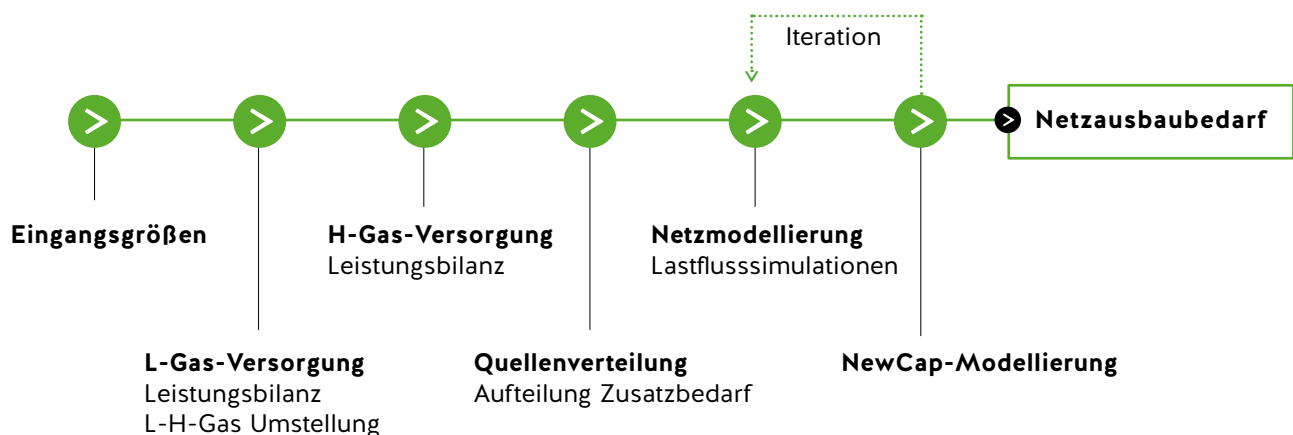 Iteration
Netzausbaubedarf
Eingangsgrößen
H-Gas-Versorgung
Leistungsbilanz
Netzmodellierung
Lastflusssimulationen
L-Gas-Versorgung
Leistungsbilanz
L-H-Gas Umstellung
Quellenverteilung
Aufteilung Zusatzbedarf
NewCap-Modellierung